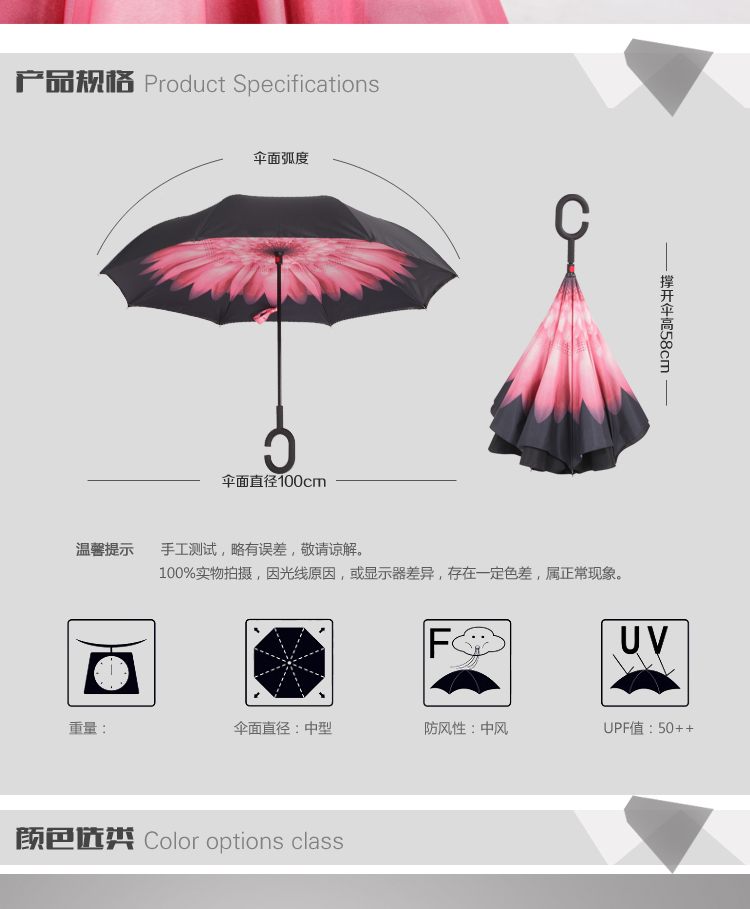 产品规格 Product Specifications
伞面弧度
撑开伞高58cm
伞面直径100cm
温馨提示 手工测试，略有误差，敬请谅解。
100%实物拍摄，因光线原因，或显示器差异，存在一定色差，属正常现象。
F
UV
重量：
伞面直径：中型
防风性：中风
UPF值：50++
颜色选类 Color options class